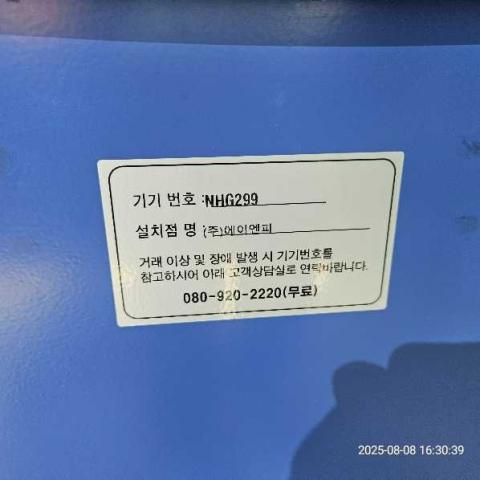 기기 번호 :NHG299
설치점 명 (주)에이엔피
거래 이상 및 장애 발생 시 기기번호를
참고하시어 아래 고객상담실로 연락바랍니다.
080-920-2220(무료)
2025-08-08 16:30:39